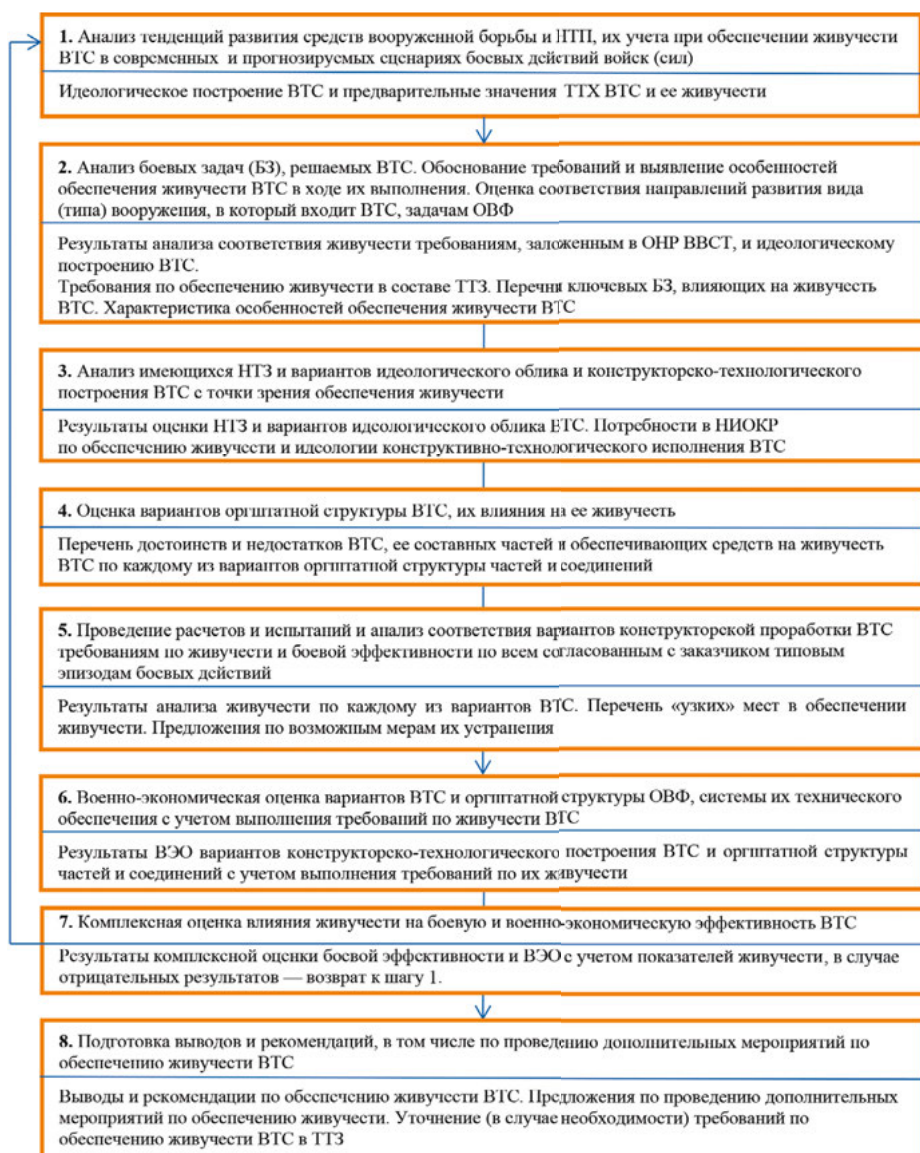 1. Анализ тенденций развития средств вооруженной борьбы и НТП, их учета при обеспечении живучести
ВТС в современных и прогнозируемых сценариях боевых действий войск (сил)
Идеологическое построение ВТС и предварительные значения ТТХ ВТС и ее живучести
2. Анализ боевых задач (БЗ), решаемых ВТС. Обоснование требований и выявление особенностей
обеспечения живучести ВТС в ходе их выполнения. Оценка соответствия направлений развития вида
(типа) вооружения, в который входит ВТС, задачам ОВФ
Результаты анализа соответствия живучести требованиям, заложенным в ОНР ВВСТ, и идеологическому
построению ВТС.
Требования по обеспечению живучести в составе ТТЗ. Перечни ключевых БЗ, влияющих на живучесть
ВТС. Характеристика особенностей обеспечения живучести ВТС
3. Анализ имеющихся НТЗ и вариантов идеологического облика и конструкторско-технологического
построения ВТС с точки зрения обеспечения живучести
Результаты оценки НТЗ и вариантов идеологического облика ВТС. Потребности в НИОКР
по обеспечению живучести и идеологии конструктивно-технологического исполнения ВТС
4. Оценка вариантов оргштатной структуры ВТС, их влияния на ее живучесть
Перечень достоинств и недостатков ВТС, ее составных частей и обеспечивающих средств на живучесть
ВТС по каждому из вариантов оргштатной структуры частей и соединений
5. Проведение расчетов и испытаний и анализ соответствия вариантов конструкторской проработки ВТС
требованиям по живучести и боевой эффективности по всем согласованным с заказчиком типовым
эпизодам боевых действий
Результаты анализа живучести по каждому из вариантов ВТС. Перечень «узких» мест в обеспечении
живучести. Предложения по возможным мерам их устранения
6. Военно-экономическая оценка вариантов ВТС и оргштатной структуры ОВФ, системы их технического
обеспечения с учетом выполнения требований по живучести ВТС
Результаты ВЭО вариантов конструкторско-технологического построения ВТС и оргштатной структуры
частей и соединений с учетом выполнения требований по их живучести
7. Комплексная оценка влияния живучести на боевую и военно-экономическую эффективность ВТС
Результаты комплексной оценки боевой эффективности и ВЭО с учетом показателей живучести, в случае
отрицательных результатов — возврат к шагу 1.
8. Подготовка выводов и рекомендаций, в том числе по проведению дополнительных мероприятий по
обеспечению живучести ВТС
Выводы и рекомендации по обеспечению живучести ВТС. Предложения по проведению дополнительных
мероприятий по обеспечению живучести. Уточнение (в случае необходимости) требований по
обеспечению живучести ВТС в ТТЗ